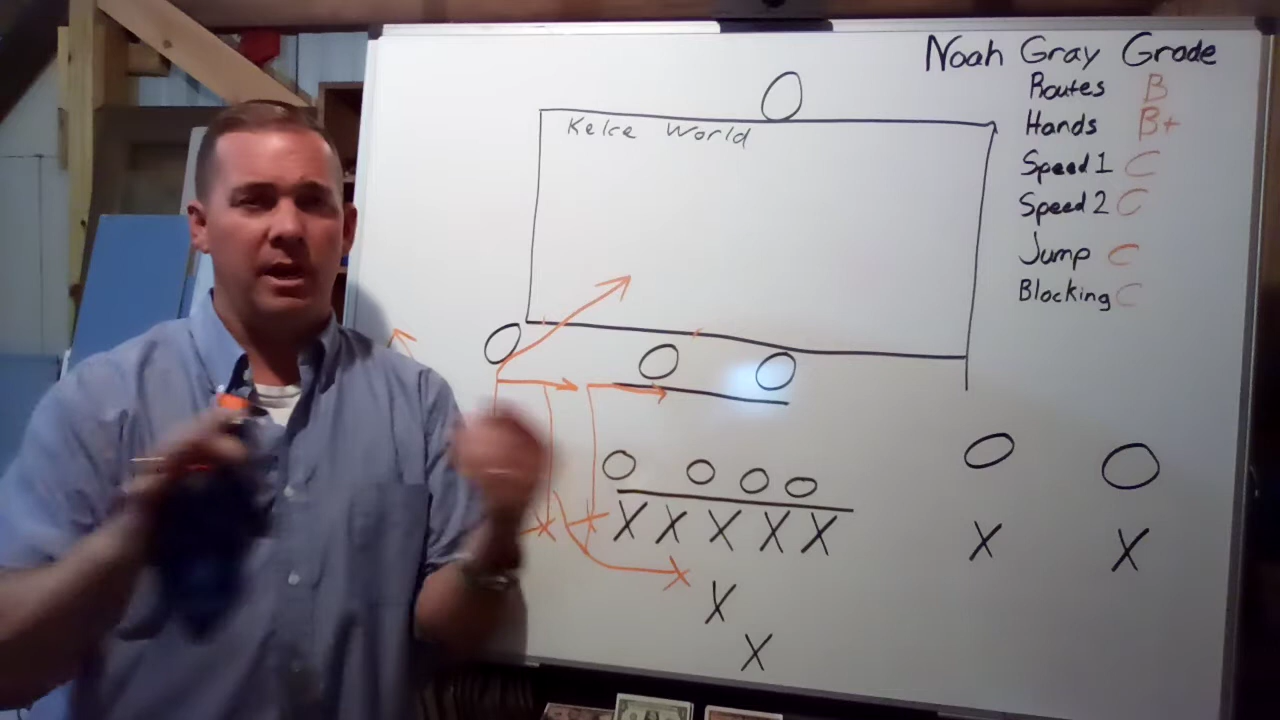 Noah Gray Grade
Routes B
Hands B+
Speed 1 C
Speed 2 C
Jump C
Blocking C
Kelce World
O
O O O
O O O O
O O
X X X X X X X
X X
X
X